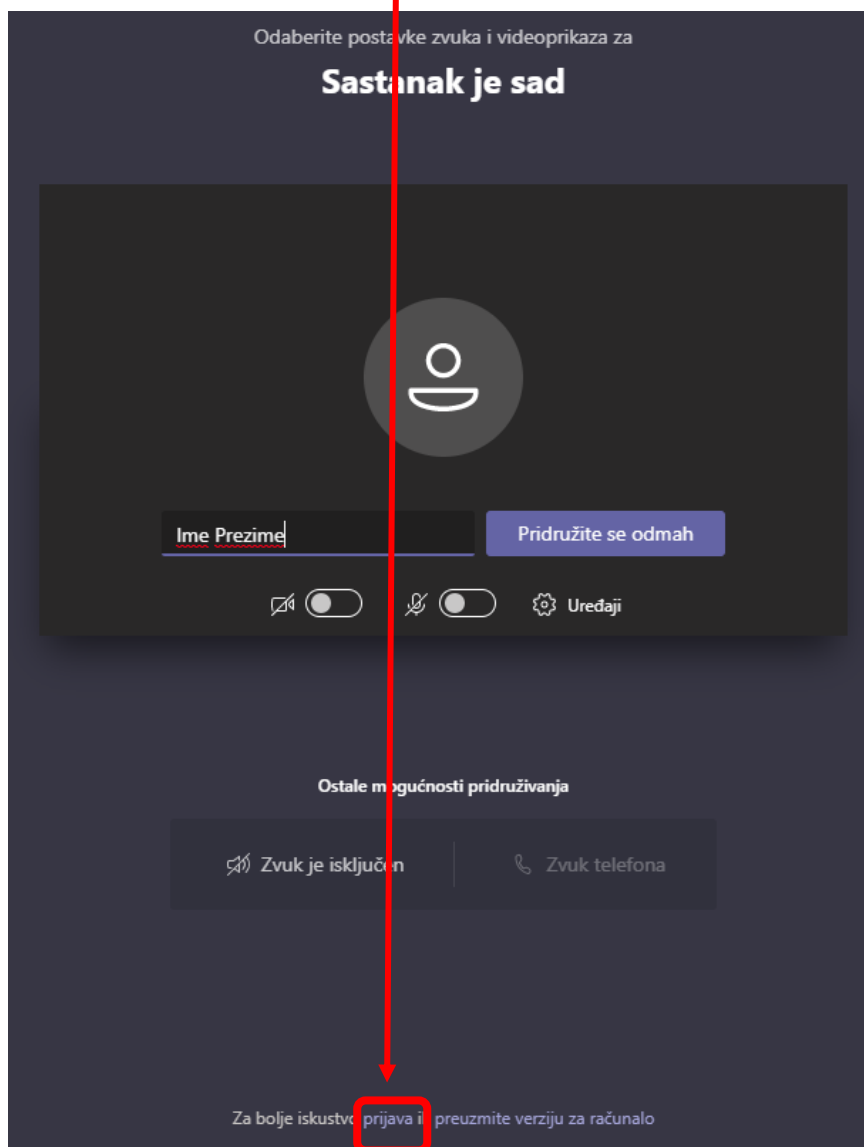 Odaberite postavke zvuka i videoprikaza za
Sastanak je sad
Ime Prezime
Pridružite se odmah
Uređaji
Ostale mogućnosti pridruživanja
Zvuk je isključen
Zvuk telefona
Za bolje iskustvo prijava ili preuzmite verziju za računalo